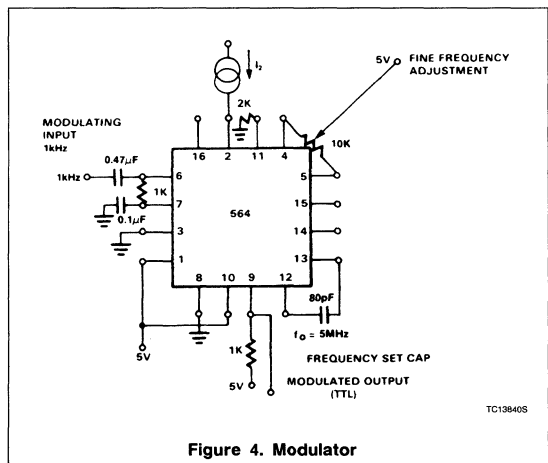 I2
5V
FINE FREQUENCY
ADJUSTMENT
2K
MODULATING
INPUT
1kHz
16
2
11
4
10K
0.47μF
1kHz
6
5
1K
7
15
0.1μF
564
3
14
1
13
8
10
9
12
80pF
fO = 5MHz
1K
FREQUENCY SET CAP
5V
5V
MODULATED OUTPUT
(TTL)
TC13840S
Figure 4. Modulator